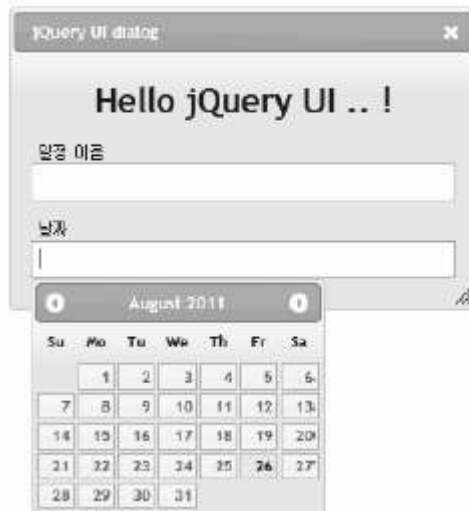 jQuery UI dialog
Hello jQuery UI .. !
일정 이름
날짜
August 2011
Su Mo Tu We Th Fr Sa
1 2 3 4 5 6
7 8 9 10 11 12 13
14 15 16 17 18 19 20
21 22 23 24 25 26 27
28 29 30 31